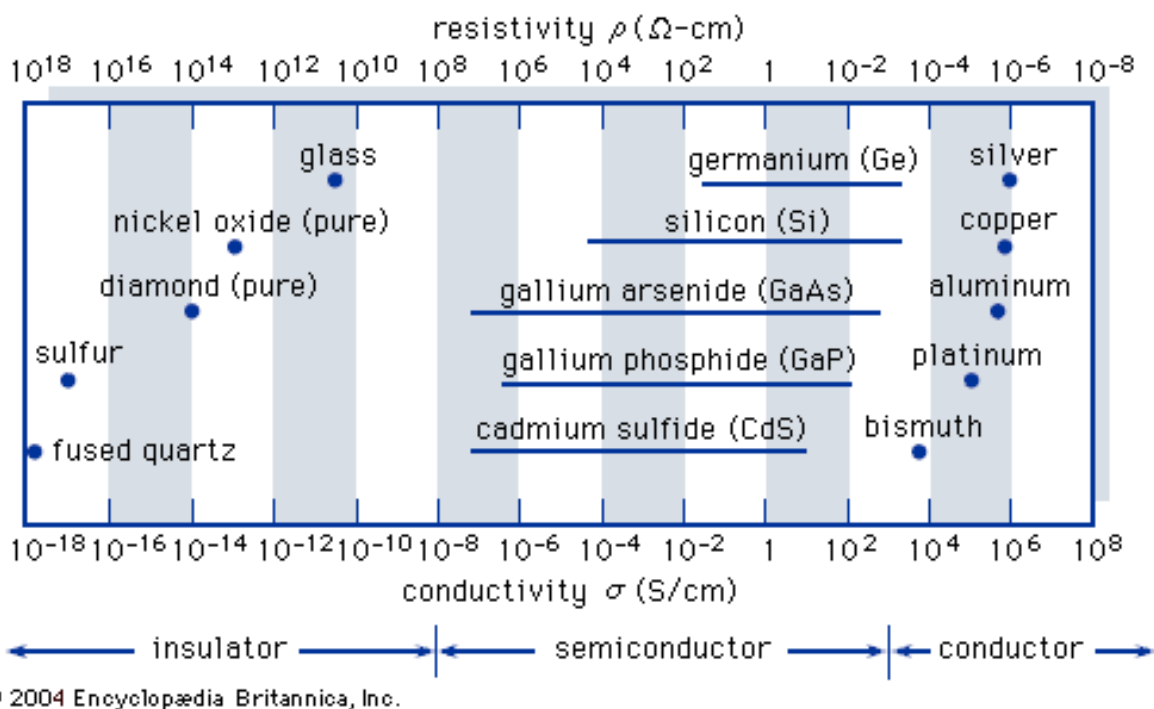 resistivity ρ (Ω-cm)
10¹⁸ 10¹⁶ 10¹⁴ 10¹² 10¹⁰ 10⁸ 10⁶ 10⁴ 10² 1 10⁻² 10⁻⁴ 10⁻⁶ 10⁻⁸
glass germanium (Ge) silver
nickel oxide (pure) silicon (Si) copper
diamond (pure) gallium arsenide (GaAs) aluminum
sulfur gallium phosphide (GaP) platinum
fused quartz cadmium sulfide (CdS) bismuth
10⁻¹⁸ 10⁻¹⁶ 10⁻¹⁴ 10⁻¹² 10⁻¹⁰ 10⁻⁸ 10⁻⁶ 10⁻⁴ 10⁻² 1 10² 10⁴ 10⁶ 10⁸
conductivity σ (S/cm)
insulator semiconductor conductor
© 2004 Encyclopædia Britannica, Inc.